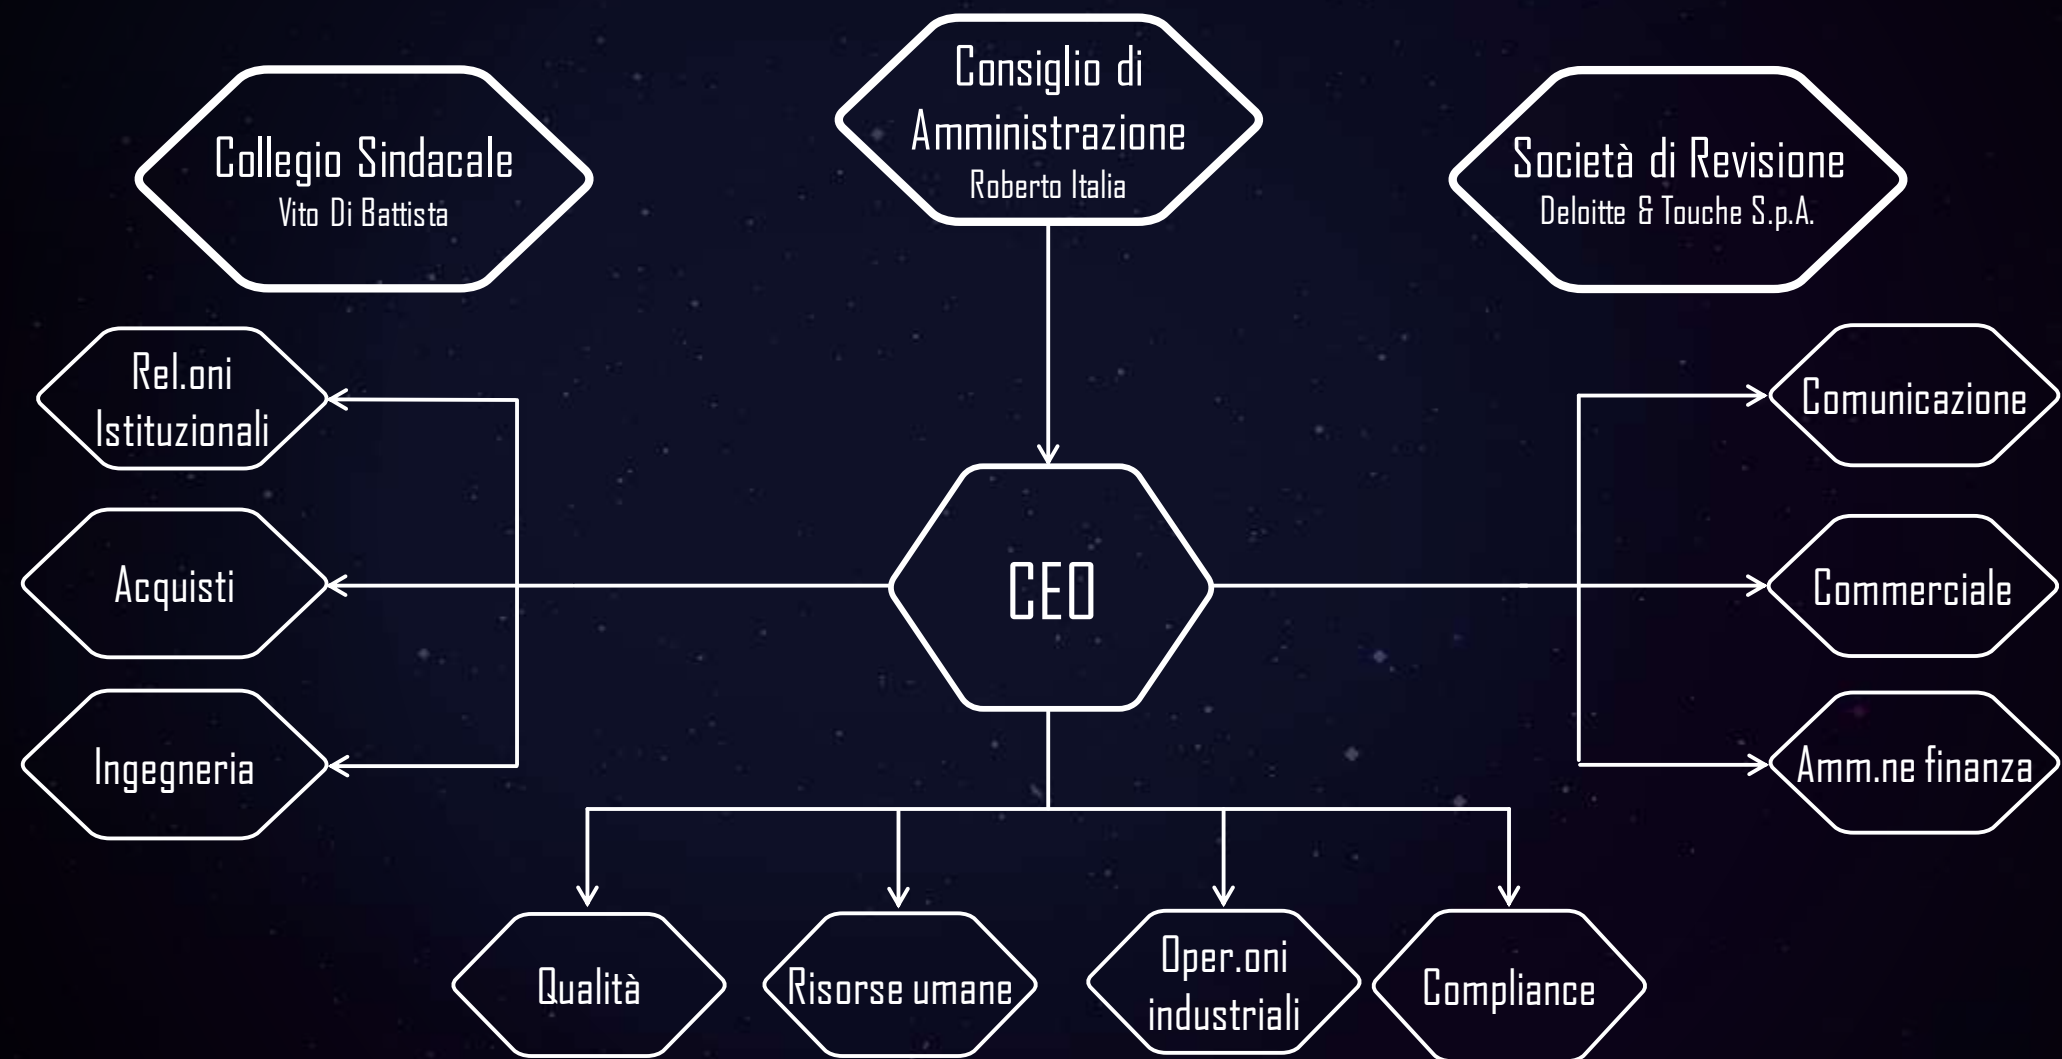 Consiglio di
Amministrazione
Roberto Italia
Collegio Sindacale
Vito Di Battista
Società di Revisione
Deloitte & Touche S.p.A.
Rel.oni
Istituzionali
Comunicazione
Acquisti
CEO
Commerciale
Ingegneria
Amm.ne finanza
Qualità
Risorse umane
Oper.oni
industriali
Compliance